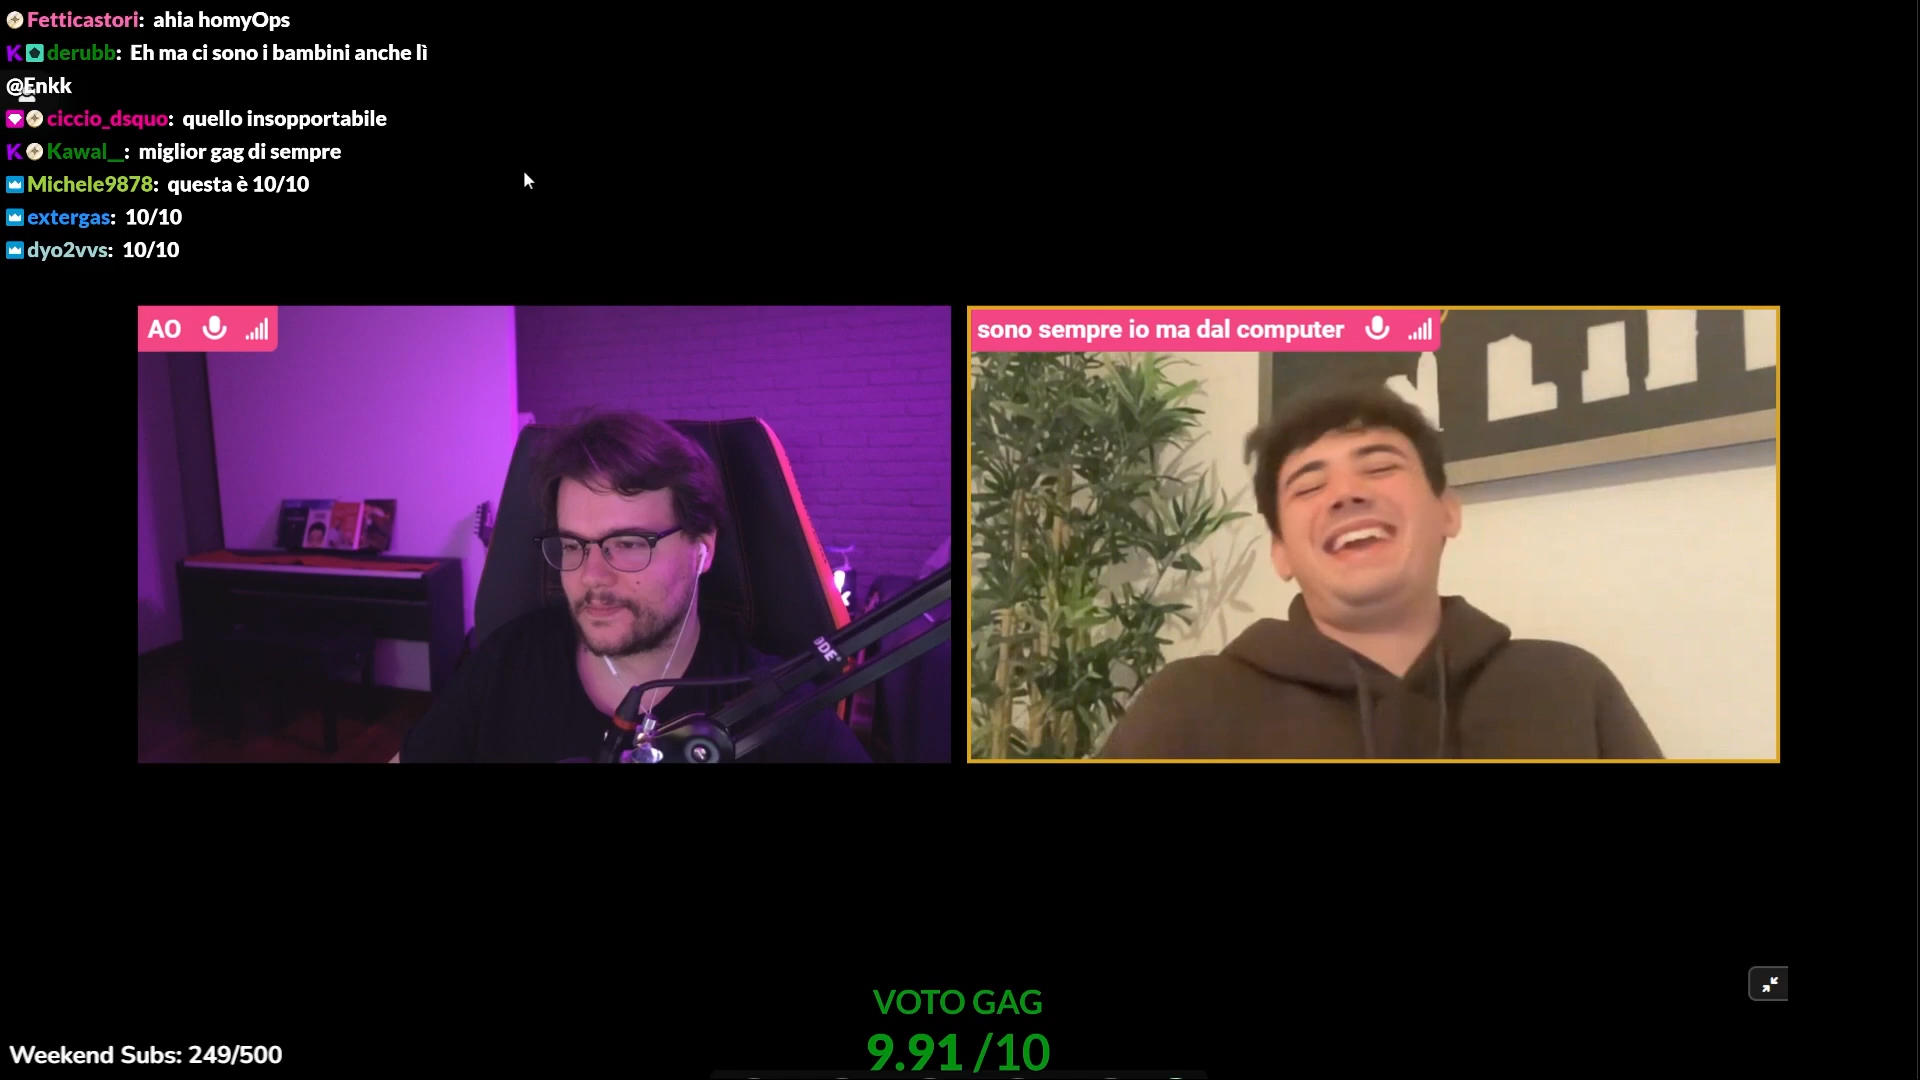 Fetticastori: ahia homyOps
derubb: Eh ma ci sono i bambini anche lì
@Enkk
ciccio_dsquo: quello insopportabile
Kawal__: miglior gag di sempre
Michele9878: questa è 10/10
extergas: 10/10
dyo2vvs: 10/10
AO
sono sempre io ma dal computer
VOTO GAG
9.91 /10
Weekend Subs: 249/500